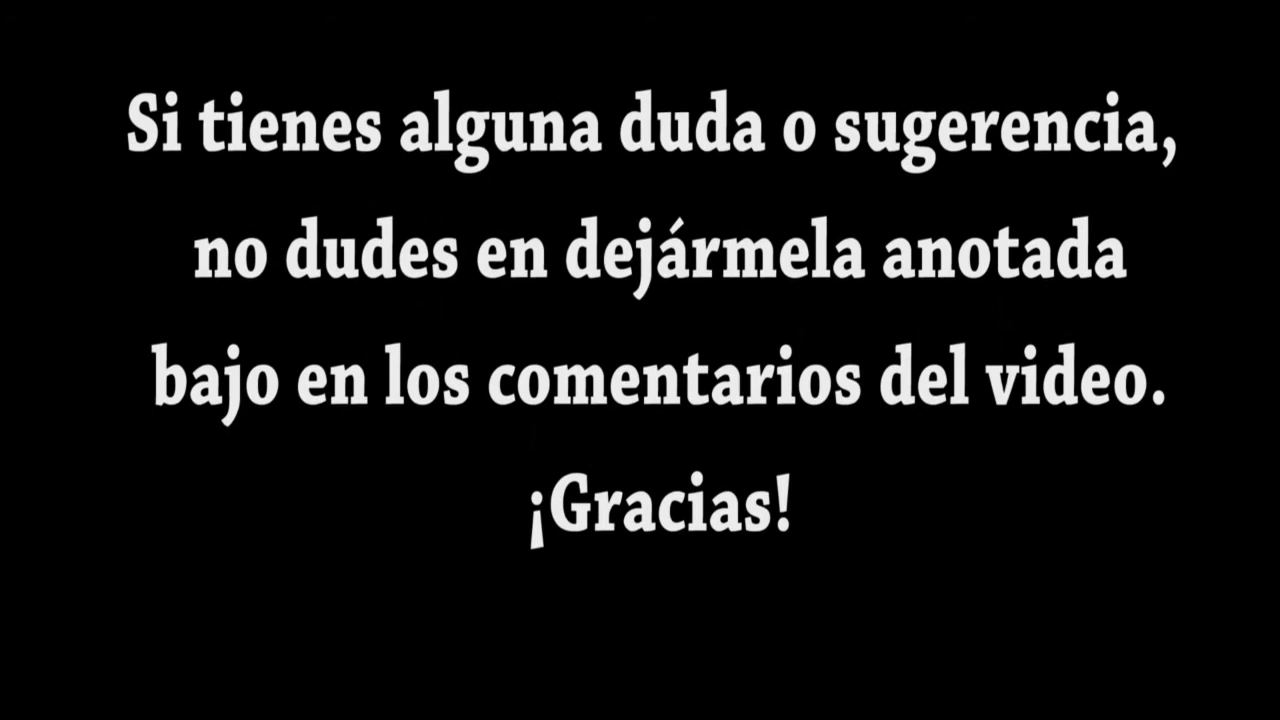 Si tienes alguna duda o sugerencia,
no dudes en dejármela anotada
bajo en los comentarios del video.
¡Gracias!